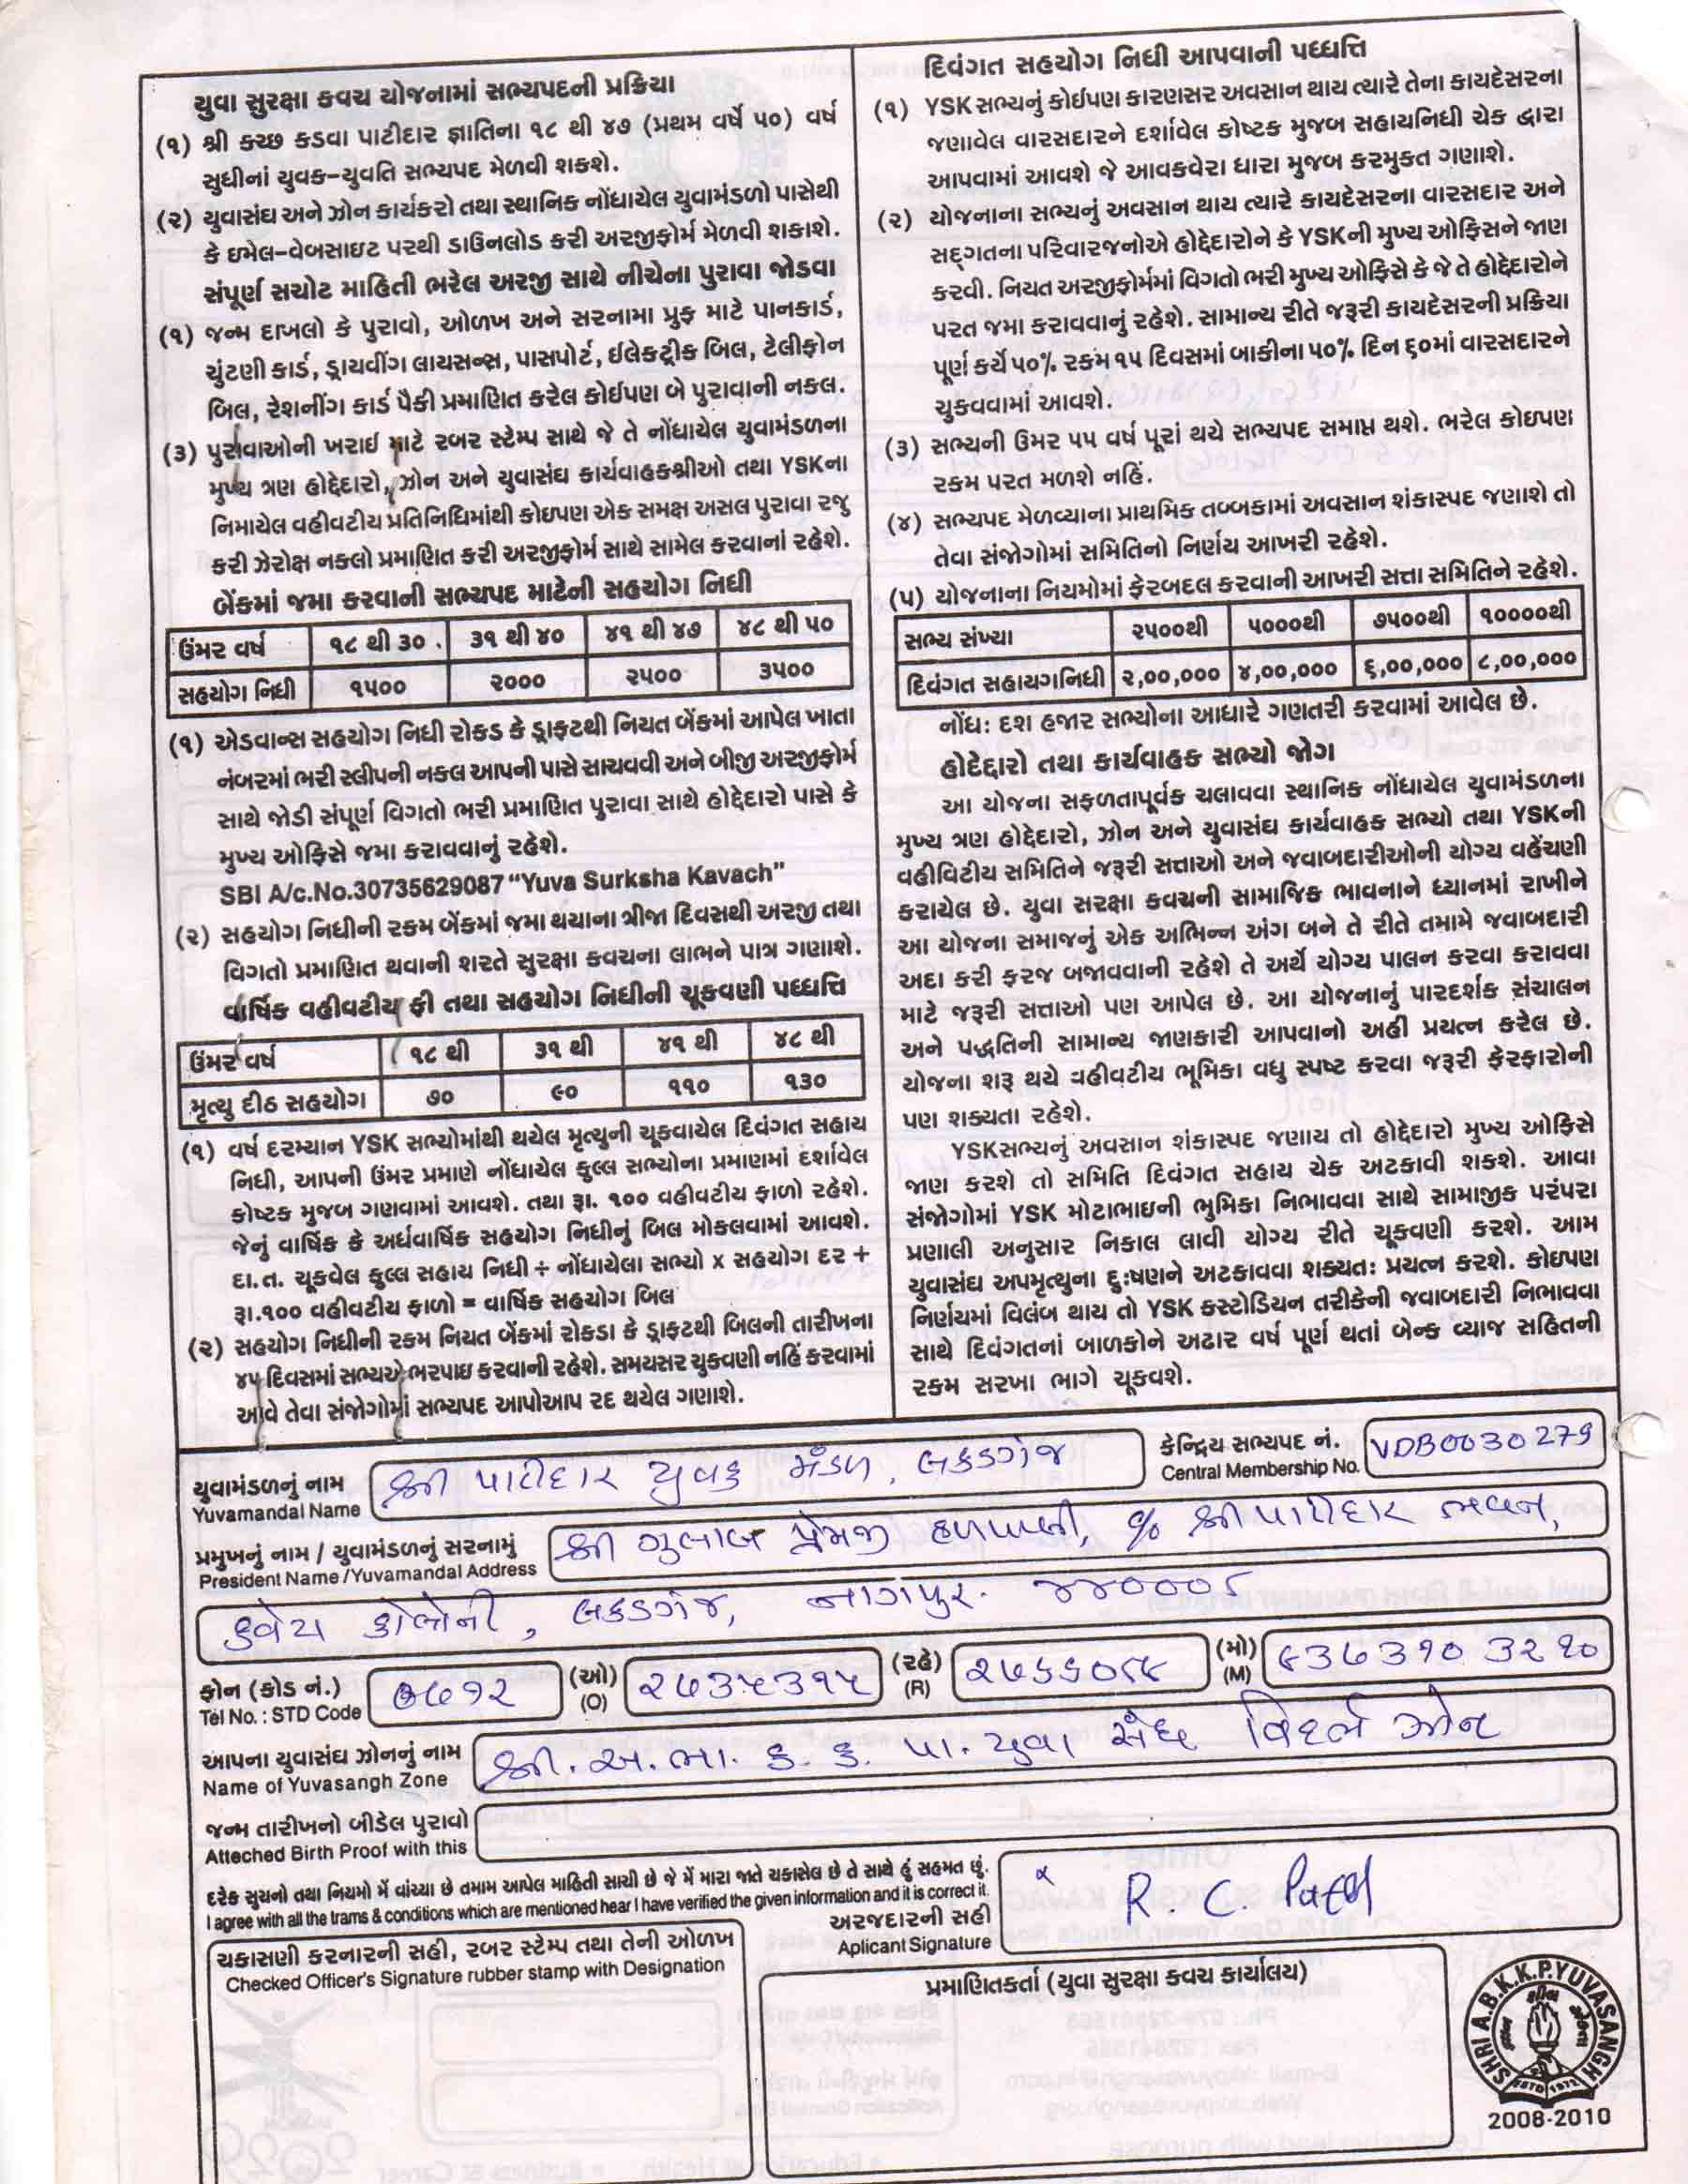 યુવા સુરક્ષા કવચ યોજનામાં સભ્યપદની પ્રક્રિયા
(૧) શ્રી કચ્છ કડવા પાટીદાર જ્ઞાતિના ૧૮ થી ૪૭ (પ્રથમ વર્ષે ૫૦) વર્ષ
સુધીનાં યુવક-યુવતિ સભ્યપદ મેળવી શકશે.
(૨) યુવાસંઘ અને ઝોન કાર્યકરો તથા સ્થાનિક નોંધાયેલ યુવામંડળો પાસેથી
કે ઇમેલ-વેબસાઇટ પરથી ડાઉનલોડ કરી અરજીફોર્મ મેળવી શકાશે.
સંપૂર્ણ સચોટ માહિતી ભરેલ અરજી સાથે નીચેના પુરાવા જોડવા
(૧) જન્મ દાખલો કે પુરાવો, ઓળખ અને સરનામા પ્રુફ માટે પાનકાર્ડ,
ચુંટણી કાર્ડ, ડ્રાયવીંગ લાયસન્સ, પાસપોર્ટ, ઈલેકટ્રીક બિલ, ટેલીફોન
બિલ, રેશનીંગ કાર્ડ પૈકી પ્રમાણિત કરેલ કોઈપણ બે પુરાવાની નકલ.
(૩) પુરાવાઓની ખરાઈ માટે રબર સ્ટેમ્પ સાથે જે તે નોંધાયેલ યુવામંડળના
મુખ્ય ત્રણ હોદ્દેદારો, ઝોન અને યુવાસંઘ કાર્યવાહકશ્રીઓ તથા YSKના
નિમાયેલ વહીવટીય પ્રતિનિધિમાંથી કોઇપણ એક સમક્ષ અસલ પુરાવા રજુ
કરી ઝેરોક્ષ નકલો પ્રમાણિત કરી અરજીફોર્મ સાથે સામેલ કરવાનાં રહેશે.
બેંકમાં જમા કરવાની સભ્યપદ માટેની સહયોગ નિધી
ઉંમર વર્ષ ૧૮ થી ૩૦ ૩૧ થી ૪૦ ૪૧ થી ૪૭ ૪૮ થી ૫૦
સહયોગ નિધી ૧૫૦૦ ૨૦૦૦ ૨૫૦૦ ૩૫૦૦
(૧) એડવાન્સ સહયોગ નિધી રોકડ કે ડ્રાફટથી નિયત બેંકમાં આપેલ ખાતા
નંબરમાં ભરી સ્લીપની નકલ આપની પાસે સાચવવી અને બીજી અરજીફોર્મ
સાથે જોડી સંપૂર્ણ વિગતો ભરી પ્રમાણિત પુરાવા સાથે હોદ્દેદારો પાસે કે
મુખ્ય ઓફિસે જમા કરાવવાનું રહેશે.
SBI A/c.No.30735629087 "Yuva Surksha Kavach"
(૨) સહયોગ નિધીની રકમ બેંકમાં જમા થયાના ત્રીજા દિવસથી અરજી તથા
વિગતો પ્રમાણિત થવાની શરતે સુરક્ષા કવચના લાભને પાત્ર ગણાશે.
વાર્ષિક વહીવટીય ફી તથા સહયોગ નિધીની ચૂકવણી પધ્ધત્તિ
ઉંમર વર્ષ ૧૮ થી ૩૧ થી ૪૧ થી ૪૮ થી
મૃત્યુ દીઠ સહયોગ ૭૦ ૯૦ ૧૧૦ ૧૩૦
(૧) વર્ષ દરમ્યાન YSK સભ્યોમાંથી થયેલ મૃત્યુની ચૂકવાયેલ દિવંગત સહાય
નિધી, આપની ઉંમર પ્રમાણે નોંધાયેલ કુલ્લ સભ્યોના પ્રમાણમાં દર્શાવેલ
કોષ્ટક મુજબ ગણવામાં આવશે. તથા રૂા. ૧૦૦ વહીવટીય ફાળો રહેશે.
જેનું વાર્ષિક કે અર્ધવાર્ષિક સહયોગ નિધીનું બિલ મોકલવામાં આવશે.
દા.ત. ચૂકવેલ કુલ્લ સહાય નિધી ÷ નોંધાયેલા સભ્યો x સહયોગ દર +
રૂા.૧૦૦ વહીવટીય ફાળો = વાર્ષિક સહયોગ બિલ
(૨) સહયોગ નિધીની રકમ નિયત બેંકમાં રોકડા કે ડ્રાફટથી બિલની તારીખના
૪૫ દિવસમાં સભ્યએ ભરપાઇ કરવાની રહેશે. સમયસર ચુકવણી નહિં કરવામાં
આવે તેવા સંજોગોમાં સભ્યપદ આપોઆપ રદ થયેલ ગણાશે.
દિવંગત સહયોગ નિધી આપવાની પધ્ધત્તિ
(૧) YSK સભ્યનું કોઈપણ કારણસર અવસાન થાય ત્યારે તેના કાયદેસરના
જણાવેલ વારસદારને દર્શાવેલ કોષ્ટક મુજબ સહાયનિધી ચેક દ્વારા
આપવામાં આવશે જે આવકવેરા ધારા મુજબ કરમુકત ગણાશે.
(૨) યોજનાના સભ્યનું અવસાન થાય ત્યારે કાયદેસરના વારસદાર અને
સદ્ગતના પરિવારજનોએ હોદ્દેદારોને કે YSKની મુખ્ય ઓફિસને જાણ
કરવી. નિયત અરજીફોર્મમાં વિગતો ભરી મુખ્ય ઓફિસે કે જે તે હોદ્દેદારોને
પરત જમા કરાવવાનું રહેશે. સામાન્ય રીતે જરૂરી કાયદેસરની પ્રક્રિયા
પૂર્ણ કર્યે ૫૦% રકમ ૧૫ દિવસમાં બાકીના ૫૦% દિન ૬૦માં વારસદારને
ચુકવવામાં આવશે.
(૩) સભ્યની ઉંમર ૫૫ વર્ષ પૂરાં થયે સભ્યપદ સમાપ્ત થશે. ભરેલ કોઇપણ
રકમ પરત મળશે નહિં.
(૪) સભ્યપદ મેળવ્યાના પ્રાથમિક તબ્બકામાં અવસાન શંકાસ્પદ જણાશે તો
તેવા સંજોગોમાં સમિતિનો નિર્ણય આખરી રહેશે.
(૫) યોજનાના નિયમોમાં ફેરબદલ કરવાની આખરી સત્તા સમિતિને રહેશે.
સભ્ય સંખ્યા ૨૫૦૦થી ૫૦૦૦થી ૭૫૦૦થી ૧૦૦૦૦થી
દિવંગત સહાયગનિધી ૨,૦૦,૦૦૦ ૪,૦૦,૦૦૦ ૬,૦૦,૦૦૦ ૮,૦૦,૦૦૦
નોંધઃ દશ હજાર સભ્યોના આધારે ગણતરી કરવામાં આવેલ છે.
હોદેદ્દારો તથા કાર્યવાહક સભ્યો જોગ
આ યોજના સફળતાપૂર્વક ચલાવવા સ્થાનિક નોંધાયેલ યુવામંડળના
મુખ્ય ત્રણ હોદ્દેદારો, ઝોન અને યુવાસંઘ કાર્યવાહક સભ્યો તથા YSKની
વહીવિટીય સમિતિને જરૂરી સત્તાઓ અને જવાબદારીઓની યોગ્ય વહેંચણી
કરાયેલ છે. યુવા સરક્ષા કવચની સામાજિક ભાવનાને ધ્યાનમાં રાખીને
આ યોજના સમાજનું એક અભિન્ન અંગ બને તે રીતે તમામે જવાબદારી
અદા કરી ફરજ બજાવવાની રહેશે તે અર્થે યોગ્ય પાલન કરવા કરાવવા
માટે જરૂરી સત્તાઓ પણ આપેલ છે. આ યોજનાનું પારદર્શક સંચાલન
અને પદ્ધતિની સામાન્ય જાણકારી આપવાનો અહીં પ્રયત્ન કરેલ છે.
યોજના શરૂ થયે વહીવટીય ભૂમિકા વધુ સ્પષ્ટ કરવા જરૂરી ફેરફારોની
પણ શક્યતા રહેશે.
YSKસભ્યનું અવસાન શંકાસ્પદ જણાય તો હોદ્દેદારો મુખ્ય ઓફિસે
જાણ કરશે તો સમિતિ દિવંગત સહાય ચેક અટકાવી શકશે. આવા
સંજોગોમાં YSK મોટાભાઇની ભુમિકા નિભાવવા સાથે સામાજીક પરંપરા
પ્રણાલી અનુસાર નિકાલ લાવી યોગ્ય રીતે ચૂકવણી કરશે. આમ
યુવાસંઘ અપમૃત્યુના દુઃષણને અટકાવવા શક્યતઃ પ્રયત્ન કરશે. કોઇપણ
નિર્ણયમાં વિલંબ થાય તો YSK કસ્ટોડિયન તરીકેની જવાબદારી નિભાવવા
સાથે દિવંગતનાં બાળકોને અઢાર વર્ષ પૂર્ણ થતાં બેન્ક વ્યાજ સહિતની
રકમ સરખા ભાગે ચૂકવશે.
યુવામંડળનું નામ શ્રી પાટીદાર યુવક મંડળ, લકડગંજ કેન્દ્રિય સભ્યપદ નં. VDB0030279
Yuvamandal Name Central Membership No.
પ્રમુખનું નામ / યુવામંડળનું સરનામું શ્રી ગુલાબ પ્રેમજી હળપાણી, c/o શ્રી પાટીદાર ભવન,
President Name /Yuvamandal Address
ક્વેટા કોલોની, લકડગંજ, નાગપુર. ૪૪૦૦૦૮
ફોન (કોડ નં.) ૦૭૧૨ (ઓ) ૨૭૩૫૩૧૫ (રહે) ૨૭૬૬૦૮૯ (મો) ૯૩૭૩૧૦૩૨૧૦
Tel No. : STD Code (O) (R) (M)
આપના યુવાસંઘ ઝોનનું નામ શ્રી. અ. ભા. ક. ક. પા. યુવા સંઘ વિદર્ભ ઝોન
Name of Yuvasangh Zone
જન્મ તારીખનો બીડેલ પુરાવો
Atteched Birth Proof with this
દરેક સુચનો તથા નિયમો મેં વાંચ્યા છે તમામ આપેલ માહિતી સાચી છે જે મેં મારા જાતે ચકાસેલ છે તે સાથે હું સહમત છું.
I agree with all the trams & conditions which are mentioned hear I have verified the given information and it is correct it.
અરજદારની સહી R. C. Patel
Aplicant Signature
ચકાસણી કરનારની સહી, રબર સ્ટેમ્પ તથા તેની ઓળખ
Checked Officer's Signature rubber stamp with Designation
પ્રમાણિતકર્તા (યુવા સુરક્ષા કવચ કાર્યાલય)
SHRI A.B.K.K.P.YUVASANGH
ESTD 1972
2008-2010